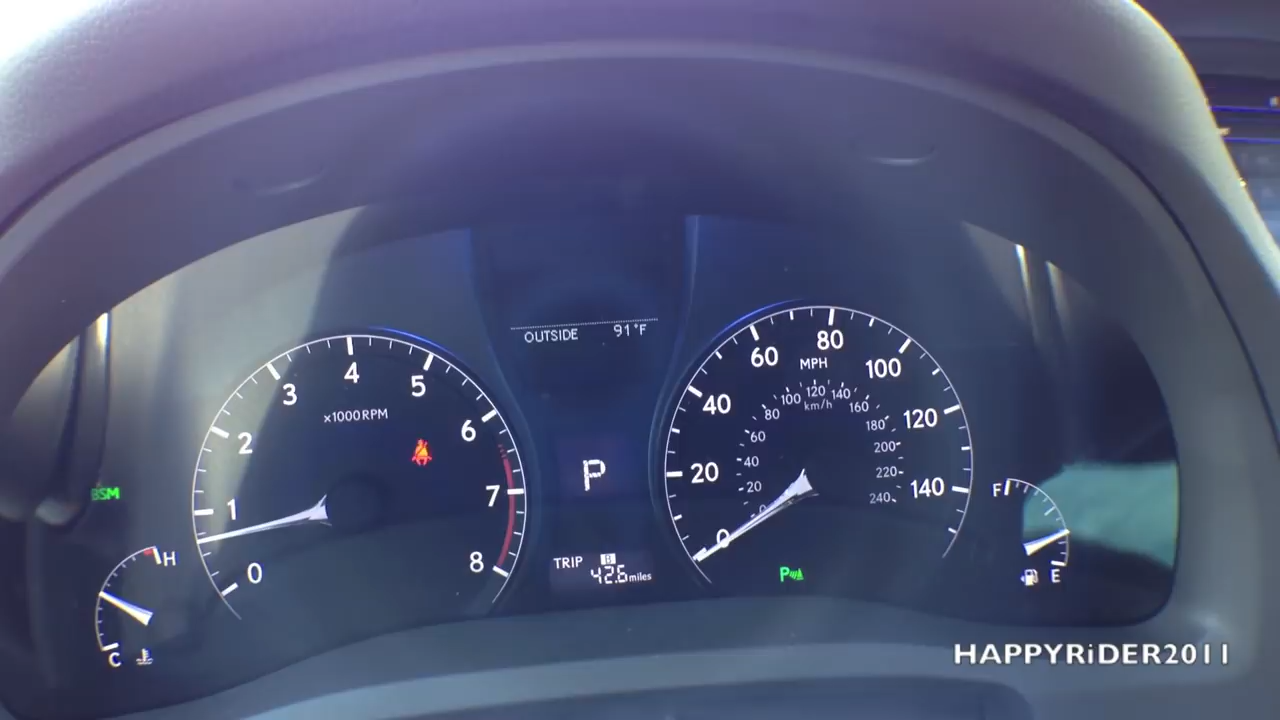 OUTSIDE 91°F
0 1 2 3 4 5 6 7 8
x1000RPM
0 20 40 60 80 100 120 140
MPH
km/h
0 20 40 60 80 100 120 140 160 180 200 220 240
BSM
P
H
C
F
E
TRIP B
42.6 miles
P
HAPPYRiDER2011